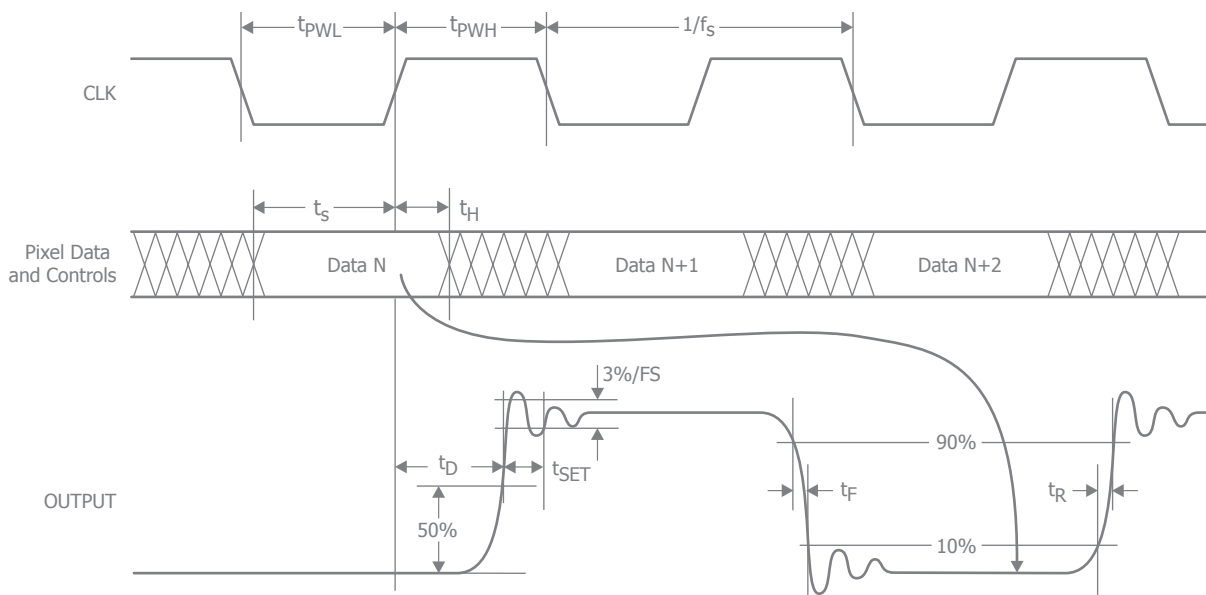 tPWL
tPWH
1/fs
CLK
ts
tH
Pixel Data
and Controls
Data N
Data N+1
Data N+2
3%/FS
tD
tSET
90%
tF
tR
OUTPUT
50%
10%